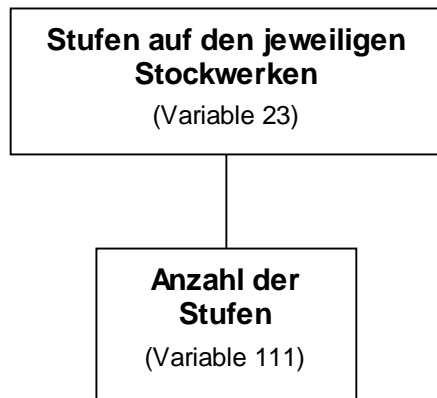 Stufen auf den jeweiligen
Stockwerken
(Variable 23)
Anzahl der
Stufen
(Variable 111)